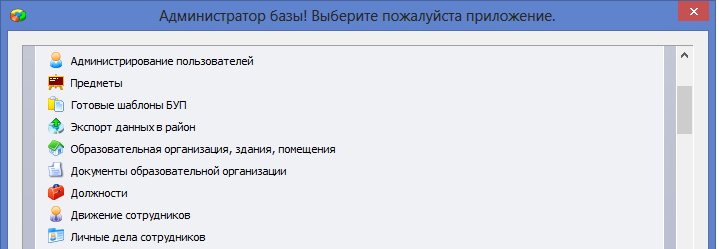 Администратор базы! Выберите пожалуйста приложение.
Администрирование пользователей
Предметы
Готовые шаблоны БУП
Экспорт данных в район
Образовательная организация, здания, помещения
Документы образовательной организации
Должности
Движение сотрудников
Личные дела сотрудников